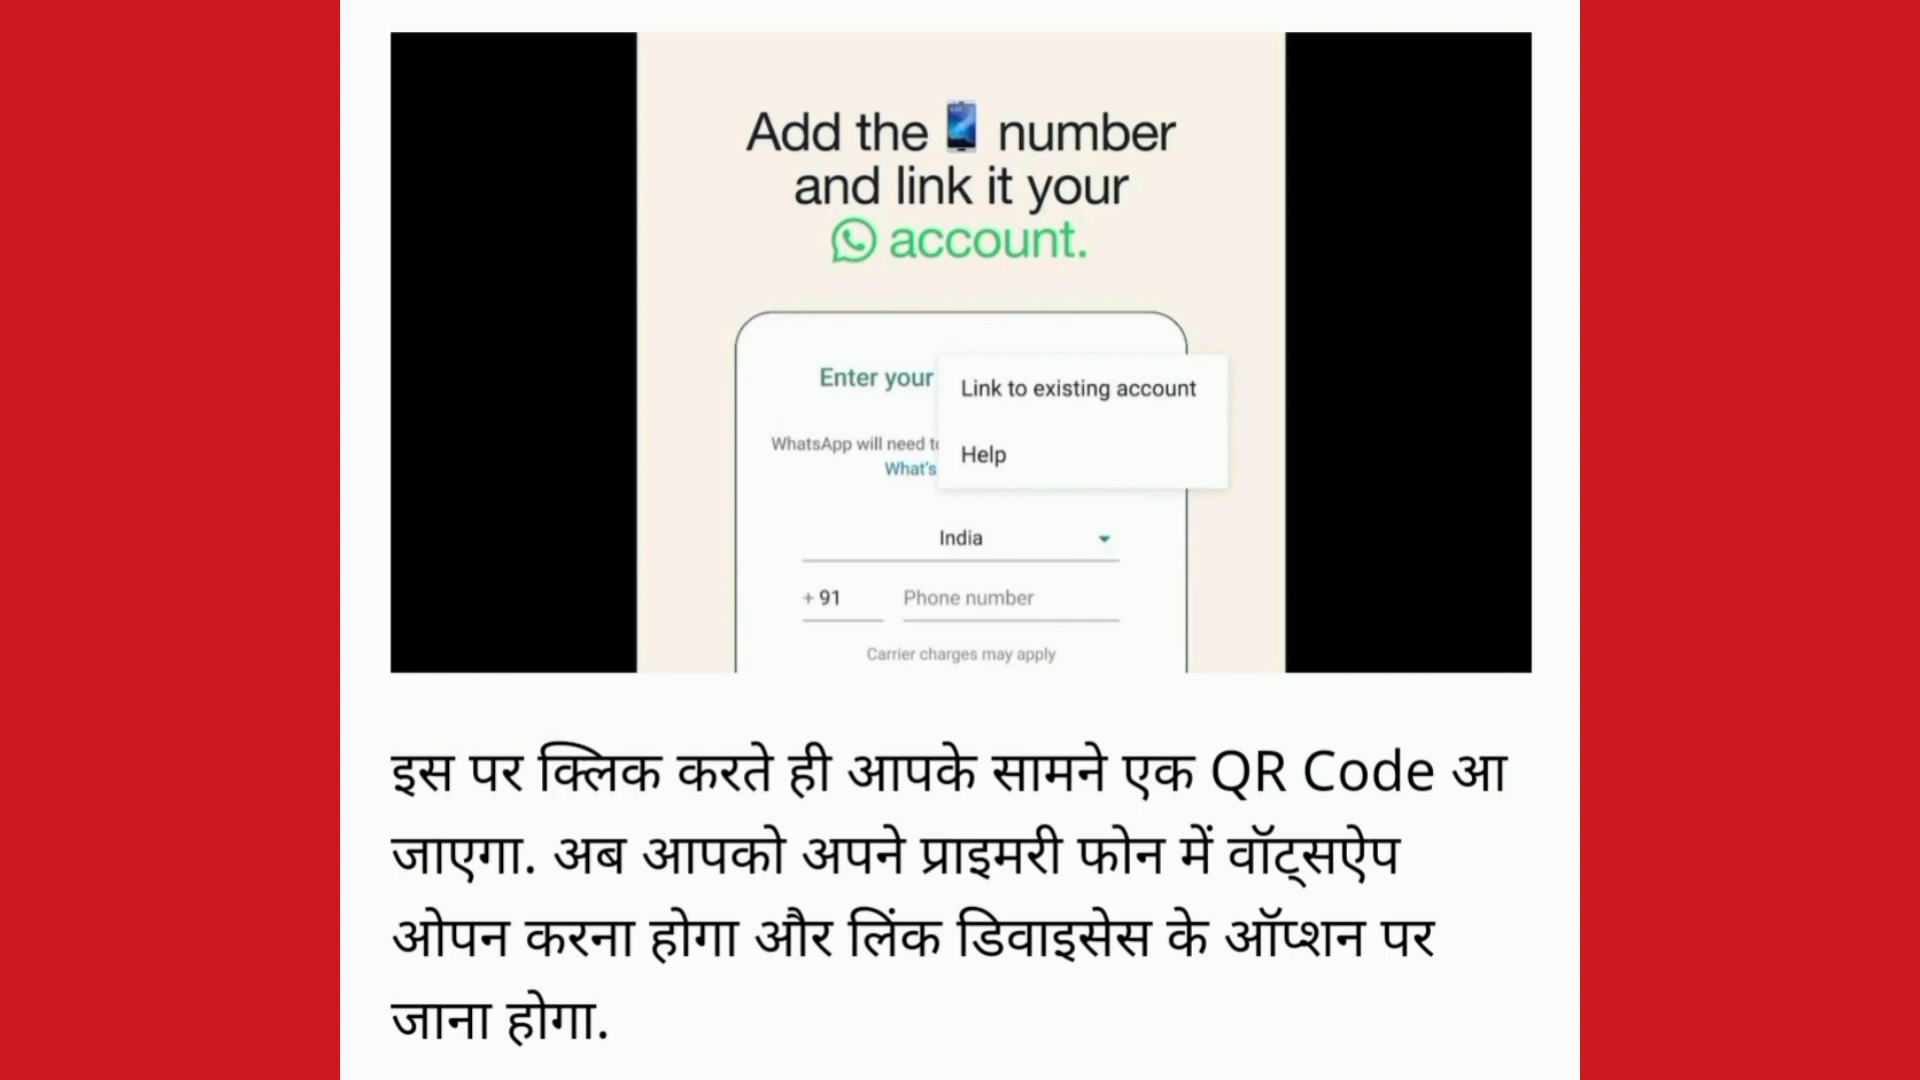 Add the number
and link it your
account.
Enter your
Link to existing account
WhatsApp will need to
What's
Help
India
+ 91 Phone number
Carrier charges may apply
इस पर क्लिक करते ही आपके सामने एक QR Code आ
जाएगा. अब आपको अपने प्राइमरी फोन में वॉट्सऐप
ओपन करना होगा और लिंक डिवाइसेस के ऑप्शन पर
जाना होगा.